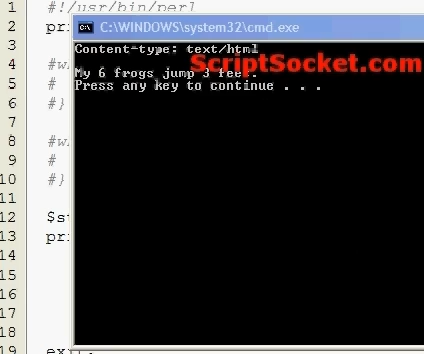 1 #!/usr/bin/perl
2 pri
3
4 #w
5 #
6 #}
7
8 #w
9 #
10 #}
11
12 $st
13 pri
14
15
16
17
18
19 exit;
C:\WINDOWS\system32\cmd.exe
Content-type: text/html
ScriptSocket.com
My 6 frogs jump 3 feet.
Press any key to continue . . .